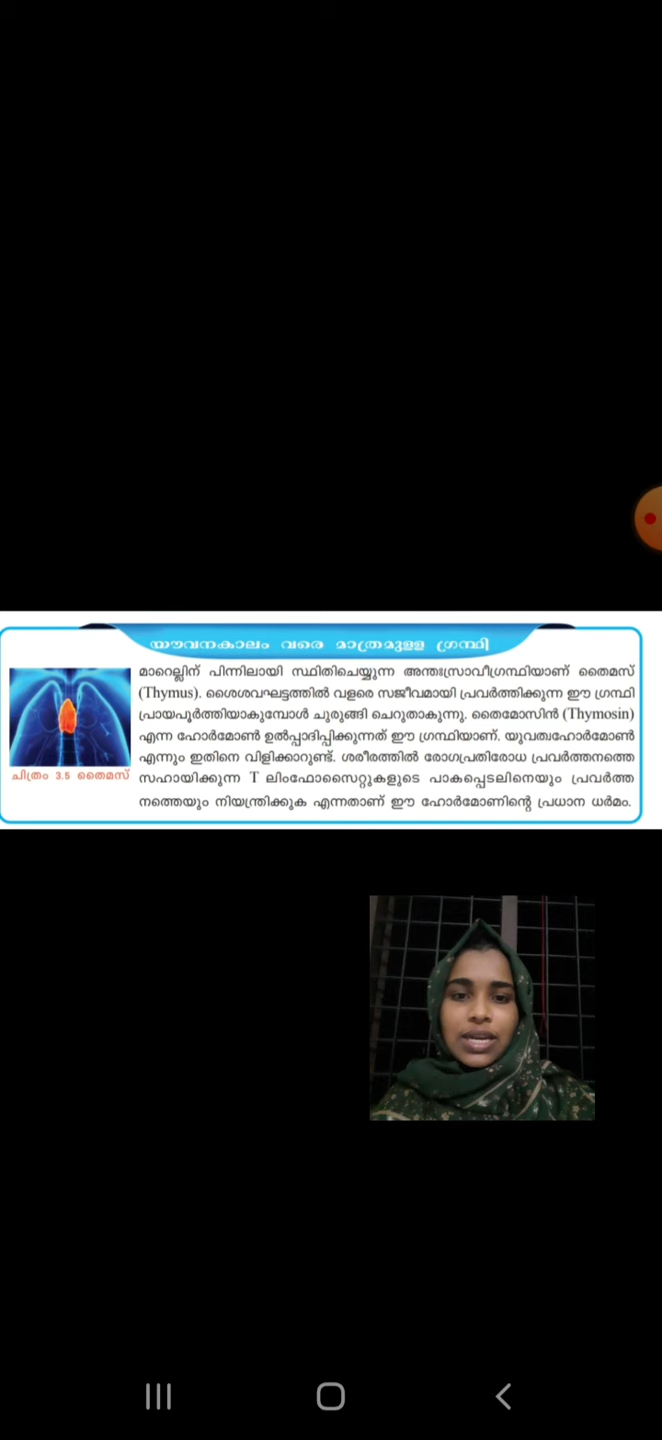 യൗവനകാലം വരെ മാത്രമുള്ള ഗ്രന്ഥി
മാറെല്ലിന് പിന്നിലായി സ്ഥിതിചെയ്യുന്ന അന്തഃസ്രാവീഗ്രന്ഥിയാണ് തൈമസ്
(Thymus). ശൈശവഘട്ടത്തിൽ വളരെ സജീവമായി പ്രവർത്തിക്കുന്ന ഈ ഗ്രന്ഥി
പ്രായപൂർത്തിയാകുമ്പോൾ ചുരുങ്ങി ചെറുതാകുന്നു. തൈമോസിൻ (Thymosin)
എന്ന ഹോർമോൺ ഉൽപ്പാദിപ്പിക്കുന്നത് ഈ ഗ്രന്ഥിയാണ്. യുവത്വഹോർമോൺ
എന്നും ഇതിനെ വിളിക്കാറുണ്ട്. ശരീരത്തിൽ രോഗപ്രതിരോധ പ്രവർത്തനത്തെ
സഹായിക്കുന്ന T ലിംഫോസൈറ്റുകളുടെ പാകപ്പെടലിനെയും പ്രവർത്ത
നത്തെയും നിയന്ത്രിക്കുക എന്നതാണ് ഈ ഹോർമോണിന്റെ പ്രധാന ധർമം.
ചിത്രം 3.5 തൈമസ്